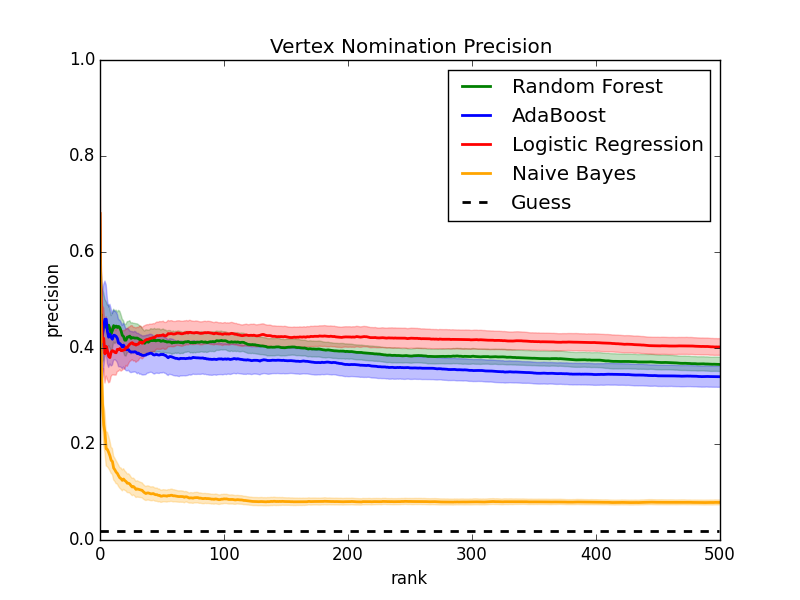 Vertex Nomination Precision
1.0
0.8
0.6
0.4
0.2
0.0
precision
Random Forest
AdaBoost
Logistic Regression
Naive Bayes
Guess
0 100 200 300 400 500
rank